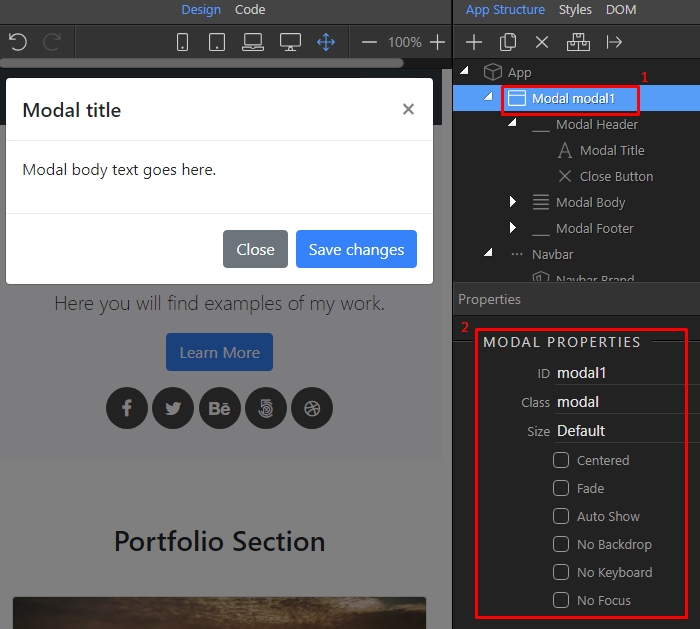 Design Code
App Structure Styles DOM
100%
App
1
Modal modal1
Modal Header
Modal Title
Close Button
Modal Body
Modal Footer
Navbar
Navbar Brand
Modal title
×
Modal body text goes here.
Close Save changes
Here you will find examples of my work.
Learn More
Bē
Portfolio Section
Properties
2
MODAL PROPERTIES
ID modal1
Class modal
Size Default
Centered
Fade
Auto Show
No Backdrop
No Keyboard
No Focus